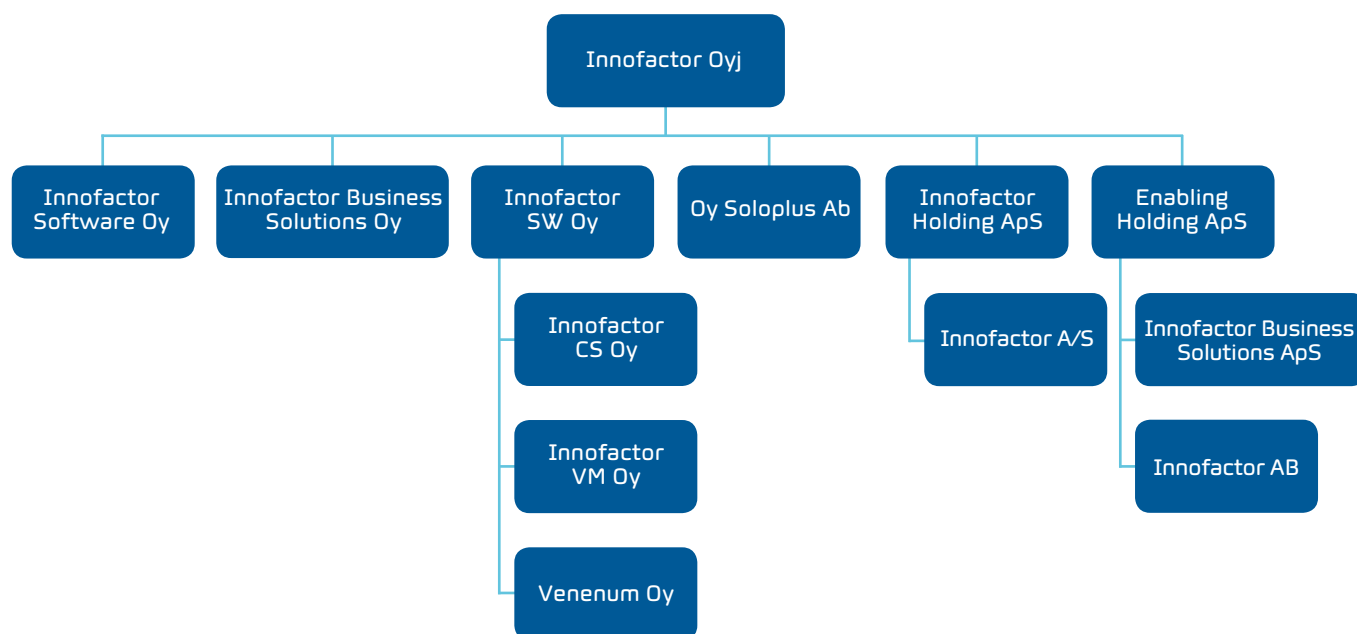 Innofactor Oyj
Innofactor
Software Oy
Innofactor Business
Solutions Oy
Innofactor
SW Oy
Oy Soloplus Ab
Innofactor
Holding ApS
Enabling
Holding ApS
Innofactor
CS Oy
Innofactor A/S
Innofactor Business
Solutions ApS
Innofactor
VM Oy
Innofactor AB
Venenum Oy